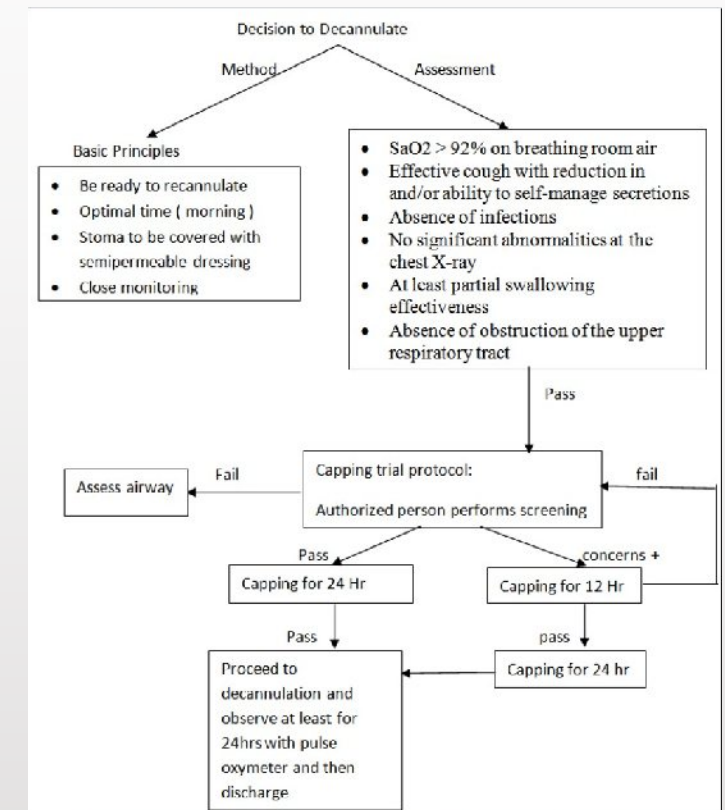 Decision to Decannulate
Method
Assessment
Basic Principles
• Be ready to recannulate
• Optimal time ( morning )
• Stoma to be covered with
semipermeable dressing
• Close monitoring
• SaO2 > 92% on breathing room air
• Effective cough with reduction in
and/or ability to self-manage secretions
• Absence of infections
• No significant abnormalities at the
chest X-ray
• At least partial swallowing
effectiveness
• Absence of obstruction of the upper
respiratory tract
Pass
Assess airway
Fail
Capping trial protocol:
Authorized person performs screening
fail
Pass
concerns +
Capping for 24 Hr
Capping for 12 Hr
Pass
pass
Proceed to
decannulation and
observe at least for
24hrs with pulse
oxymeter and then
discharge
Capping for 24 hr